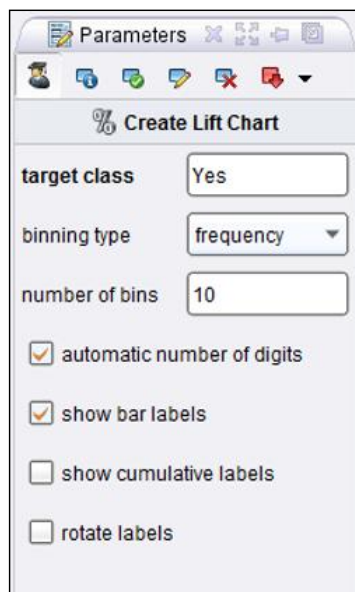 Parameters
Create Lift Chart
target class Yes
binning type frequency
number of bins 10
automatic number of digits
show bar labels
show cumulative labels
rotate labels